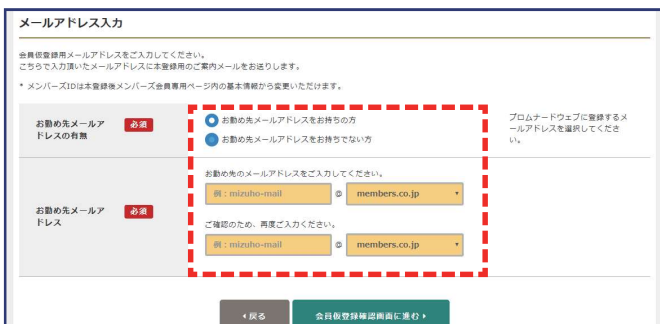 メールアドレス入力
会員仮登録用メールアドレスをご入力してください。
こちらで入力頂いたメールアドレスに本登録用のご案内メールをお送りします。
* メンバーズIDは本登録後メンバーズ会員専用ページ内の基本情報から変更いただけます。
お勤め先メールア
ドレスの有無
必須
お勤め先メールアドレスをお持ちの方
お勤め先メールアドレスをお持ちでない方
プロムナードウェブに登録するメ
ールアドレスを選択してくださ
い。
お勤め先メールア
ドレス
必須
お勤め先のメールアドレスをご入力してください。
例：mizuho-mail @ members.co.jp
ご確認のため、再度ご入力ください。
例：mizuho-mail @ members.co.jp
戻る
会員仮登録確認画面に進む